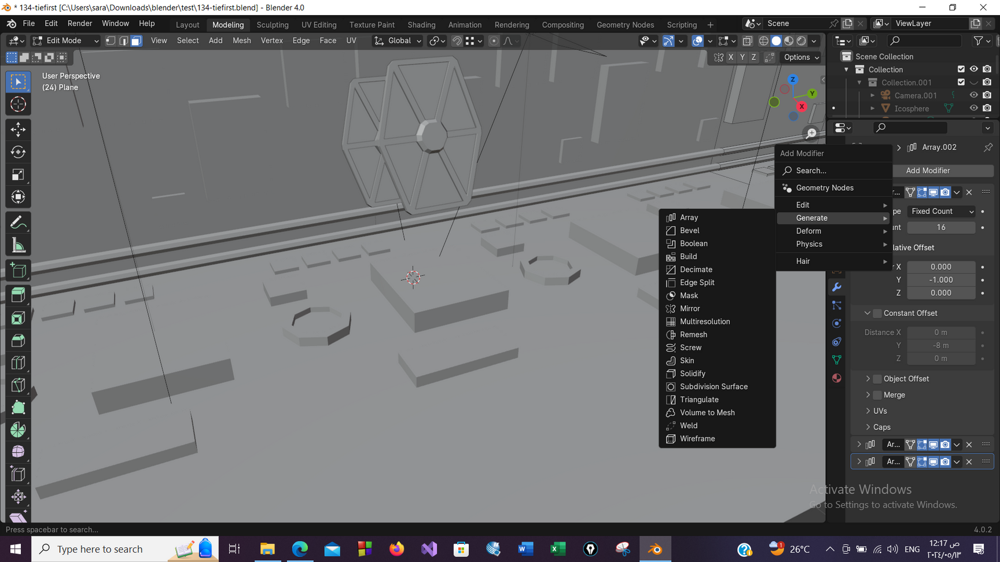 * 134-tiefirst [C:\Users\sara\Downloads\blender\test\134-tiefirst.blend] - Blender 4.0
File Edit Render Window Help Layout Modeling Sculpting UV Editing Texture Paint Shading Animation Rendering Compositing Geometry Nodes Scripting + Scene ViewLayer
Edit Mode View Select Add Mesh Vertex Edge Face UV Global
X Y Z Options
Scene Collection
Collection
Collection.001
Camera.001
Icosphere
User Perspective
(24) Plane
Z
Y
X
Array.002
Add Modifier
Add Modifier
Search...
Geometry Nodes
Edit
Generate
Deform
Physics
Hair
Array
Bevel
Boolean
Build
Decimate
Edge Split
Mask
Mirror
Multiresolution
Remesh
Screw
Skin
Solidify
Subdivision Surface
Triangulate
Volume to Mesh
Weld
Wireframe
r...
pe Fixed Count
nt 16
lative Offset
r X 0.000
Y -1.000
Z 0.000
Constant Offset
Distance X 0 m
Y -8 m
Z 0 m
Object Offset
Merge
UVs
Caps
Ar...
Ar...
Activate Windows
Go to Settings to activate Windows.
Press spacebar to search...
4.0.2
Type here to search
1
26°C
ENG
12:17 ص
٢٠٢٤/٠٥/١٣